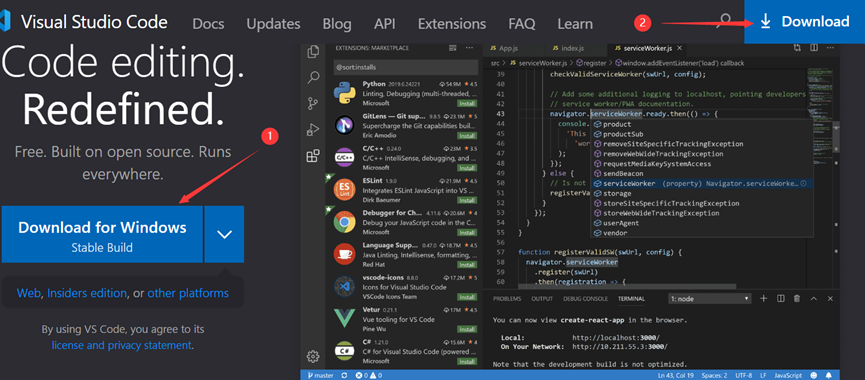 Visual Studio Code Docs Updates Blog API Extensions FAQ Learn 2 Download
Code editing.
Redefined.
Free. Built on open source. Runs
everywhere.
1
Download for Windows
Stable Build
Web, Insiders edition, or other platforms
By using VS Code, you agree to its
license and privacy statement.
EXTENSIONS: MARKETPLACE
@sort:installs
Python 2019.6.24221 54.9M 4.5
Linting, Debugging (multi-threaded, ...
Microsoft Install
GitLens — Git sup... 9.8.5 23.1M 5
Supercharge the Git capabilities buil...
Eric Amodio Install
C/C++ 0.24.0 23M 3.5
C/C++ IntelliSense, debugging, and ...
Microsoft Install
ESLint 1.9.0 21.9M 4.5
Integrates ESLint JavaScript into VS ...
Dirk Baeumer Install
Debugger for Ch... 4.11.6 20.6M 4
Debug your JavaScript code in the C...
Microsoft Install
Language Supp... 0.47.0 18.7M 4.5
Java Linting, Intellisense, formatting, ...
Red Hat Install
vscode-icons 8.8.0 17.2M 5
Icons for Visual Studio Code
VSCode Icons Team Install
Vetur 0.21.1 17M 4.5
Vue tooling for VS Code
Pine Wu Install
C# 1.21.0 15.6M 4
C# for Visual Studio Code (powered ...
Microsoft Install
App.js index.js serviceWorker.js
src serviceWorker.js register window.addEventListener('load') callback
39 checkValidServiceWorker(swUrl, config);
40
41 // Add some additional logging to localhost, pointing developers
42 // service worker/PWA documentation.
43 navigator.serviceWorker.ready.then(() => {
44 console. product
45 'This productSub
46 'wor removeSiteSpecificTrackingException
47 ); removeWebWideTrackingException
48 }); requestMediaKeySystemAccess
49 } else { sendBeacon
50 // Is not serviceWorker (property) Navigator.serviceWorke...
51 registerVal storage
52 } storeSiteSpecificTrackingException
53 }); storeWebWideTrackingException
54 } userAgent
55 } vendor
56
57 function registerValidSW(swUrl, config) {
58 navigator.serviceWorker
59 .register(swUrl)
60 .then(registration => {
PROBLEMS OUTPUT DEBUG CONSOLE TERMINAL 1: node
You can now view create-react-app in the browser.
Local: http://localhost:3000/
On Your Network: http://10.211.55.3:3000/
Note that the development build is not optimized.
master 0 0 Ln 43, Col 19 Spaces: 2 UTF-8 LF JavaScript